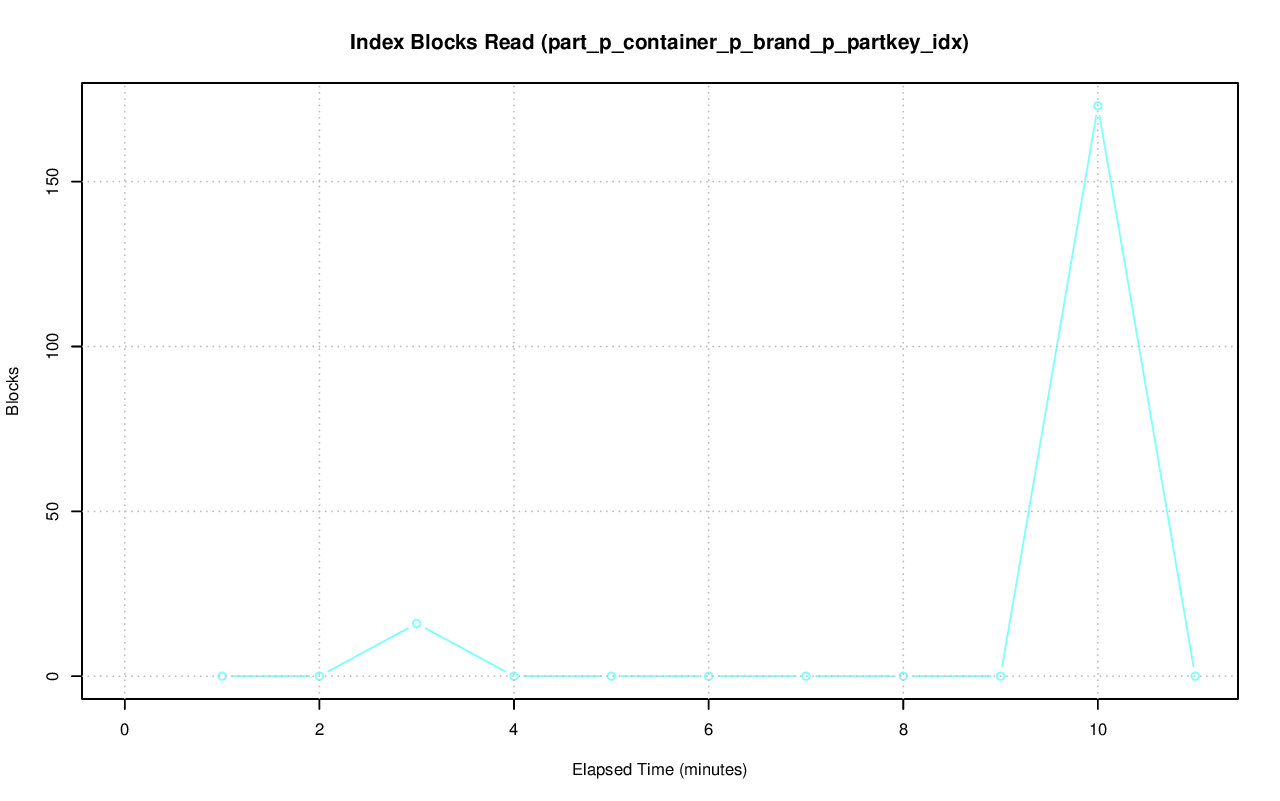 Index Blocks Read (part_p_container_p_brand_p_partkey_idx)
Blocks
150
100
50
0
0 2 4 6 8 10
Elapsed Time (minutes)